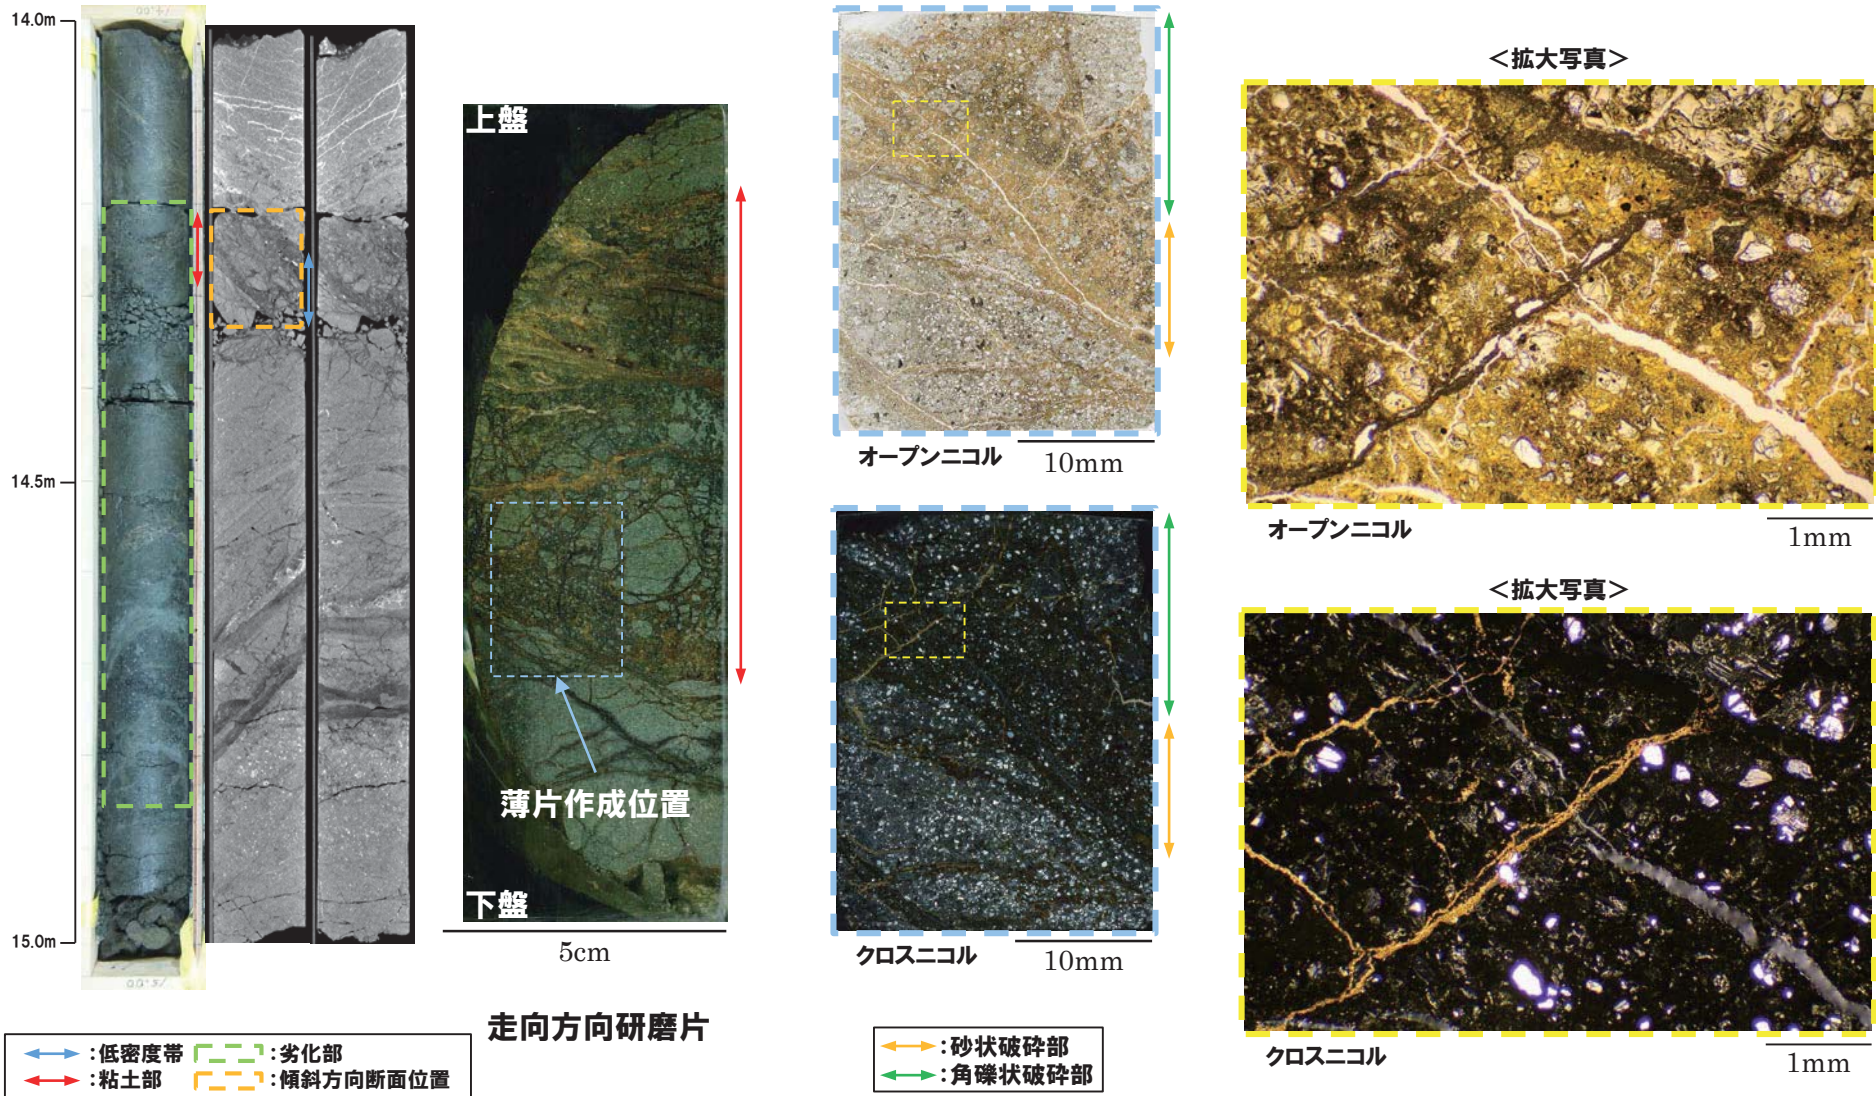 14.0m
14.5m
15.0m
上盤
薄片作成位置
下盤
5cm
走向方向研磨片
:低密度帯
:劣化部
:粘土部
:傾斜方向断面位置
オープンニコル
10mm
クロスニコル
10mm
:砂状破砕部
:角礫状破砕部
＜拡大写真＞
オープンニコル
1mm
＜拡大写真＞
クロスニコル
1mm